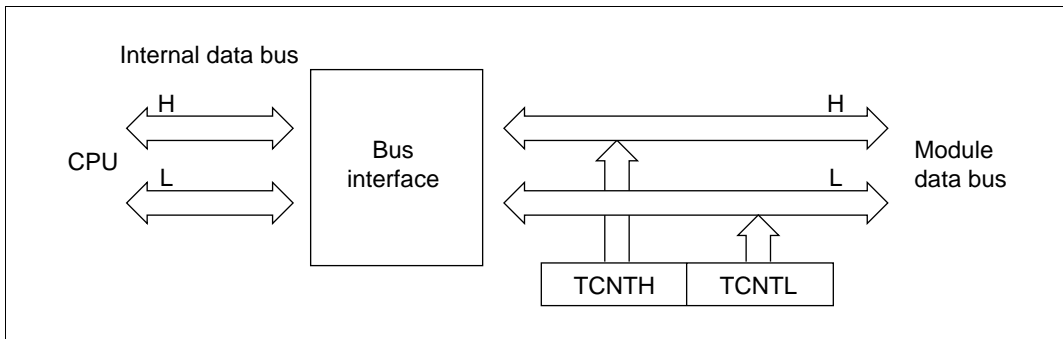 Internal data bus
H
H
CPU
Bus
interface
Module
data bus
L
L
TCNTH
TCNTL